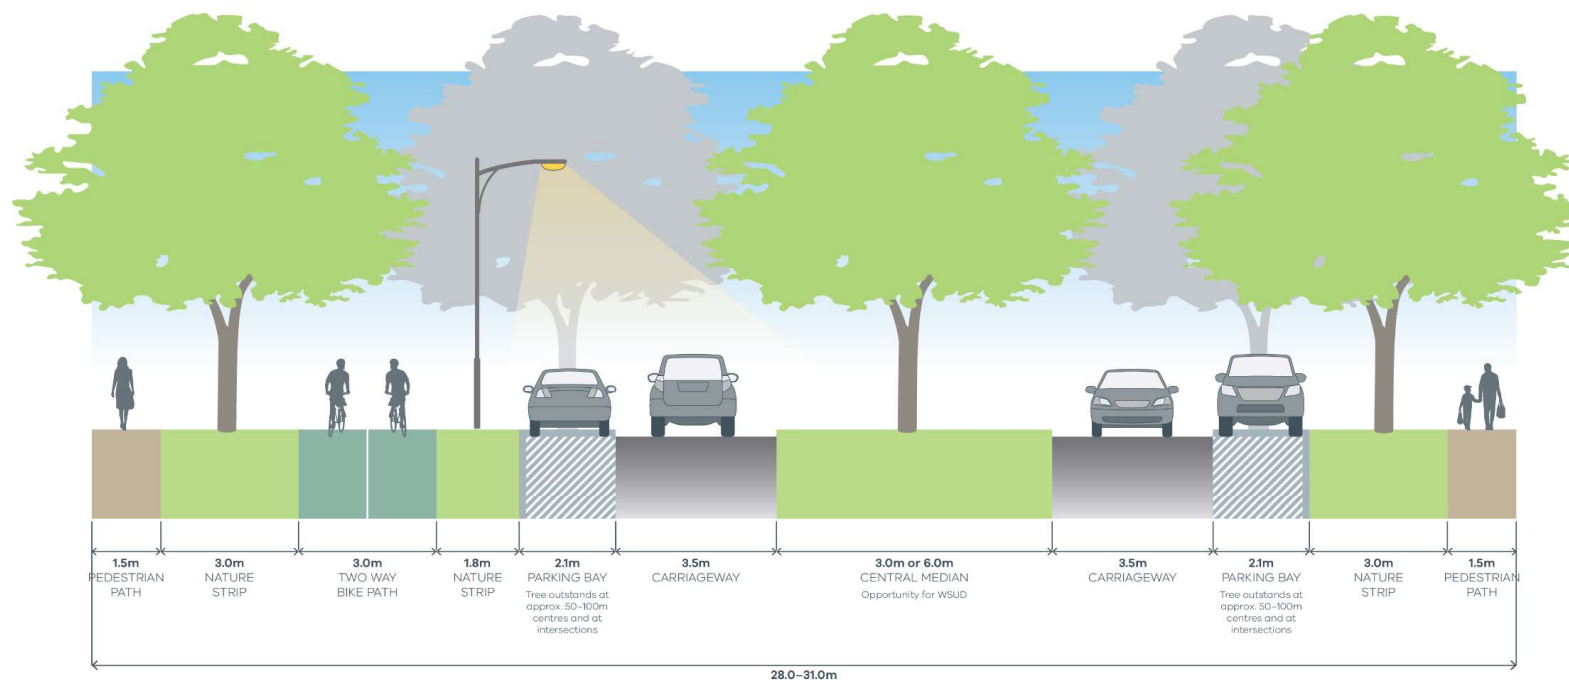 1.5m
PEDESTRIAN
PATH
3.0m
NATURE
STRIP
3.0m
TWO WAY
BIKE PATH
1.8m
NATURE
STRIP
2.1m
PARKING BAY
Tree outstands at
approx. 50–100m
centres and at
intersections
3.5m
CARRIAGEWAY
3.0m or 6.0m
CENTRAL MEDIAN
Opportunity for WSUD
3.5m
CARRIAGEWAY
2.1m
PARKING BAY
Tree outstands at
approx. 50–100m
centres and at
intersections
3.0m
NATURE
STRIP
1.5m
PEDESTRIAN
PATH
28.0–31.0m